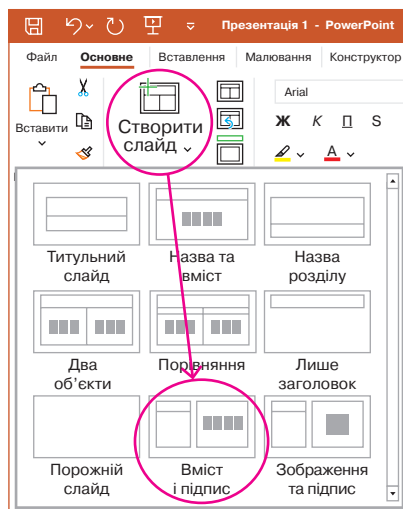 Презентація 1 - PowerPoint
Файл Основне Вставлення Малювання Конструктор
Вставити
Створити
слайд
Arial
Ж К П S
А
Титульний
слайд
Назва та
вміст
Назва
розділу
Два
об’єкти
Порівняння
Лише
заголовок
Порожній
слайд
Вміст
і підпис
Зображення
та підпис